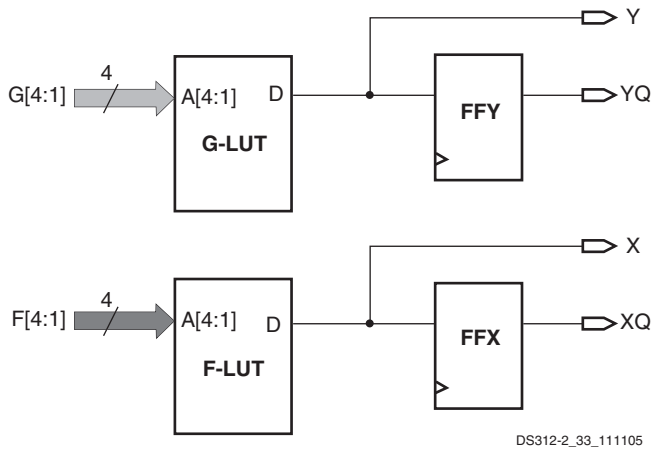 Y
4
G[4:1]
A[4:1] D
G-LUT
FFY
YQ
X
4
F[4:1]
A[4:1] D
F-LUT
FFX
XQ
DS312-2_33_111105